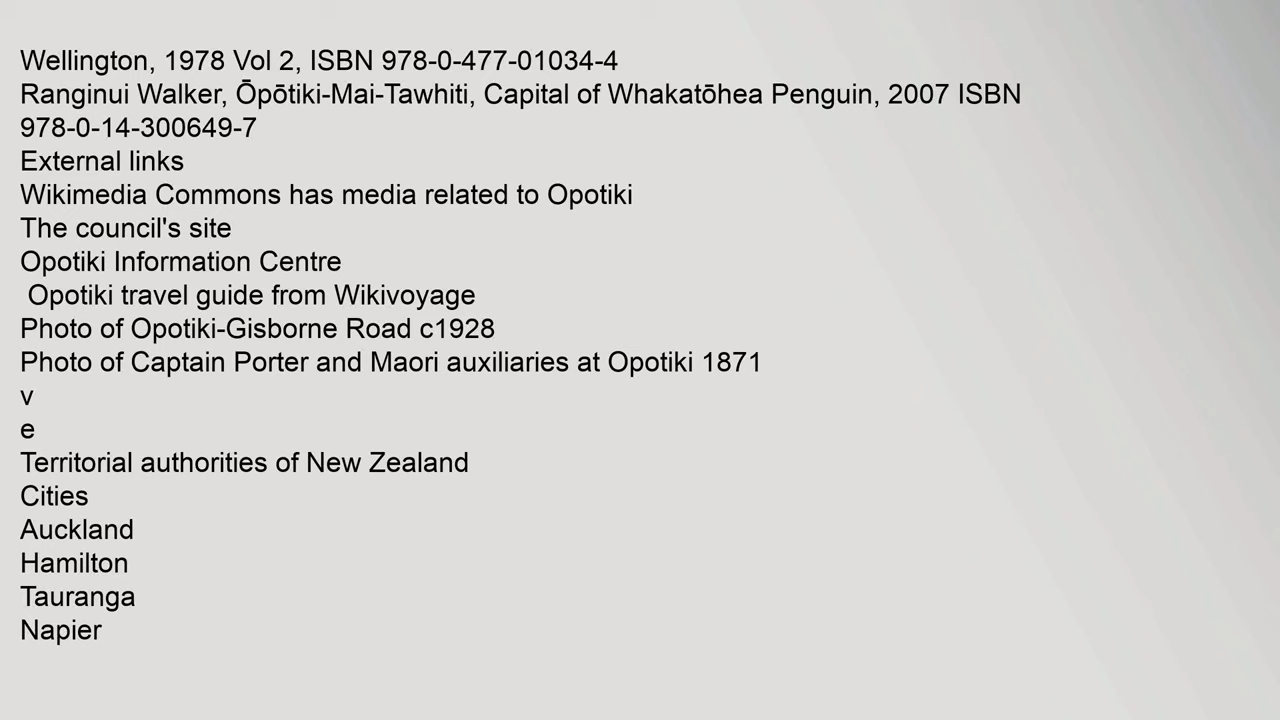 Wellington, 1978 Vol 2, ISBN 978-0-477-01034-4
Ranginui Walker, Ōpōtiki-Mai-Tawhiti, Capital of Whakatōhea Penguin, 2007 ISBN
978-0-14-300649-7
External links
Wikimedia Commons has media related to Opotiki
The council's site
Opotiki Information Centre
Opotiki travel guide from Wikivoyage
Photo of Opotiki-Gisborne Road c1928
Photo of Captain Porter and Maori auxiliaries at Opotiki 1871
v
e
Territorial authorities of New Zealand
Cities
Auckland
Hamilton
Tauranga
Napier